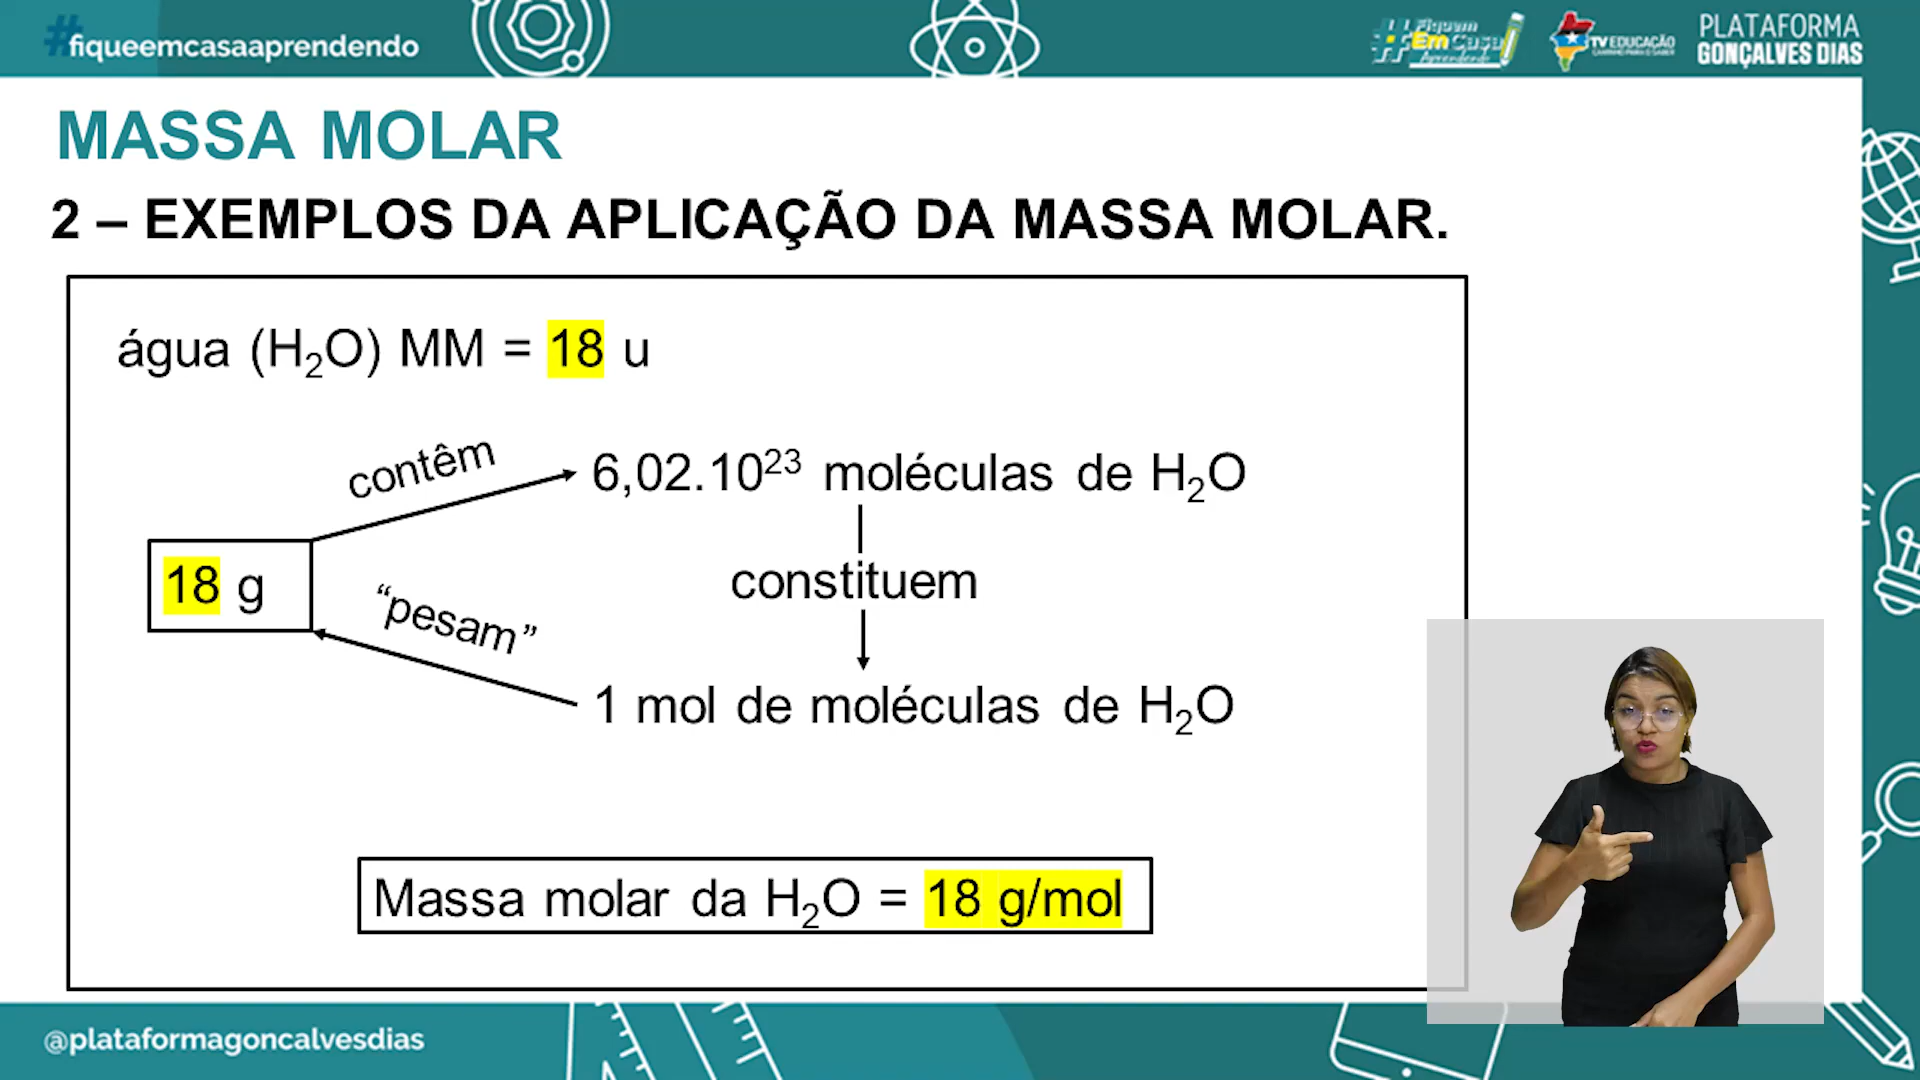 #fiqueemcasaaprendendo
#Fiquem
Em Casa
Aprendendo
TV EDUCAÇÃO
PLATAFORMA
GONÇALVES DIAS
MASSA MOLAR
2 – EXEMPLOS DA APLICAÇÃO DA MASSA MOLAR.
água (H₂O) MM = 18 u
contêm
6,02.10²³ moléculas de H₂O
18 g
constituem
“pesam”
1 mol de moléculas de H₂O
Massa molar da H₂O = 18 g/mol
@plataformagoncalvesdias